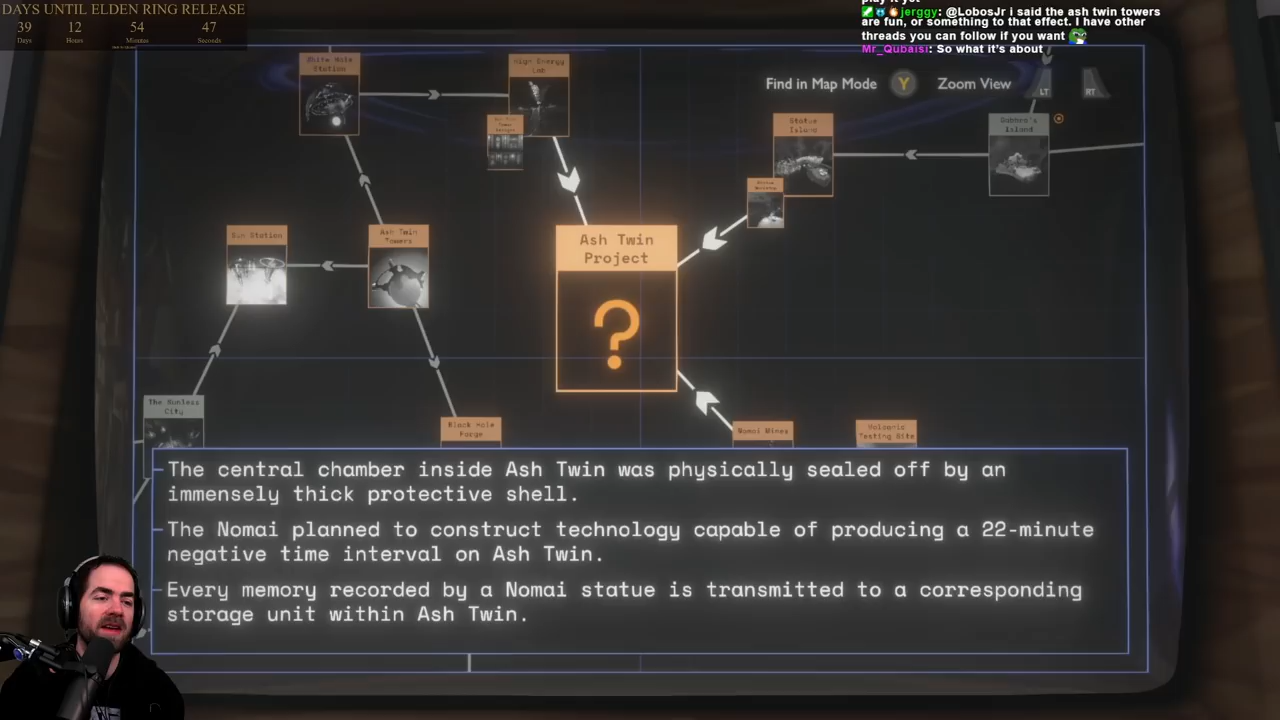 DAYS UNTIL ELDEN RING RELEASE
39 12 54 47
Days Hours Minutes Seconds
play it yet
jerggy: @LobosJr i said the ash twin towers
are fun, or something to that effect. I have other
threads you can follow if you want
Mr_Qubaisi: So what it's about
Find in Map Mode Y Zoom View LT RT
White Hole
Station
High Energy
Lab
Statue
Island
Gabbro's
Island
Sun Station
Ash Twin
Towers
Ash Twin
Project
?
The Sunless
City
Black Hole
Forge
Nomai Mines
Volcanic
Testing Site
The central chamber inside Ash Twin was physically sealed off by an
immensely thick protective shell.
The Nomai planned to construct technology capable of producing a 22-minute
negative time interval on Ash Twin.
Every memory recorded by a Nomai statue is transmitted to a corresponding
storage unit within Ash Twin.